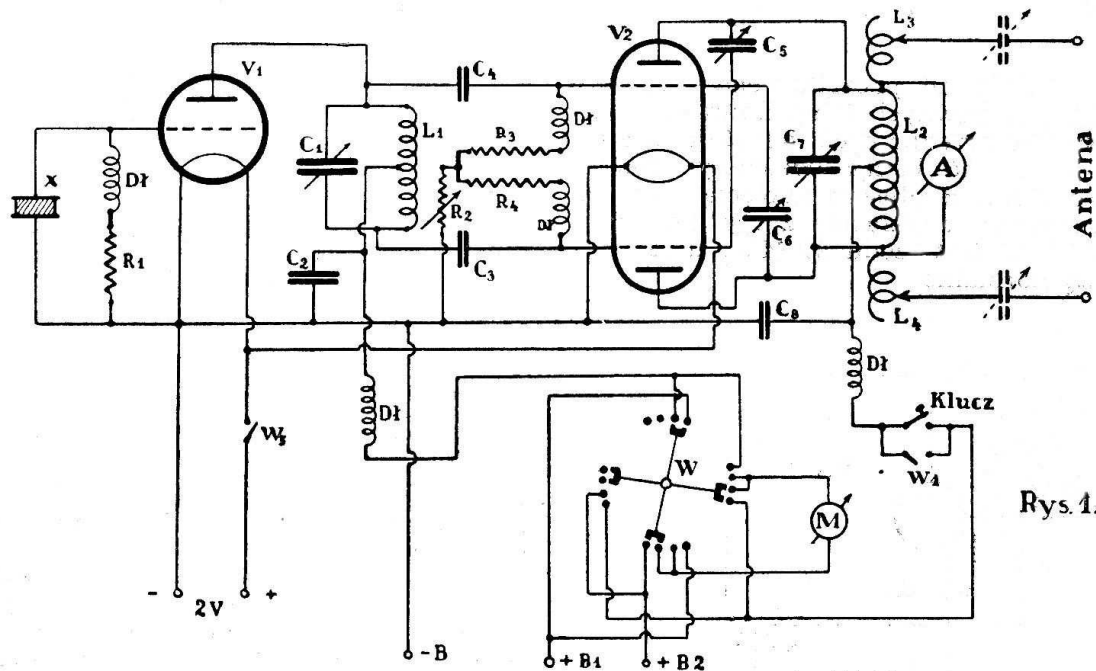 V1
V2
C4
C5
L3
C1
L1
Dł
R3
C7
L2
A
x
Dł
R2
R4
Dł
C6
Antena
R1
C2
C3
C8
L4
Dł
Dł
Klucz
W3
W
W1
M
Rys. 1.
- 2V +
-B
+B1
+B2